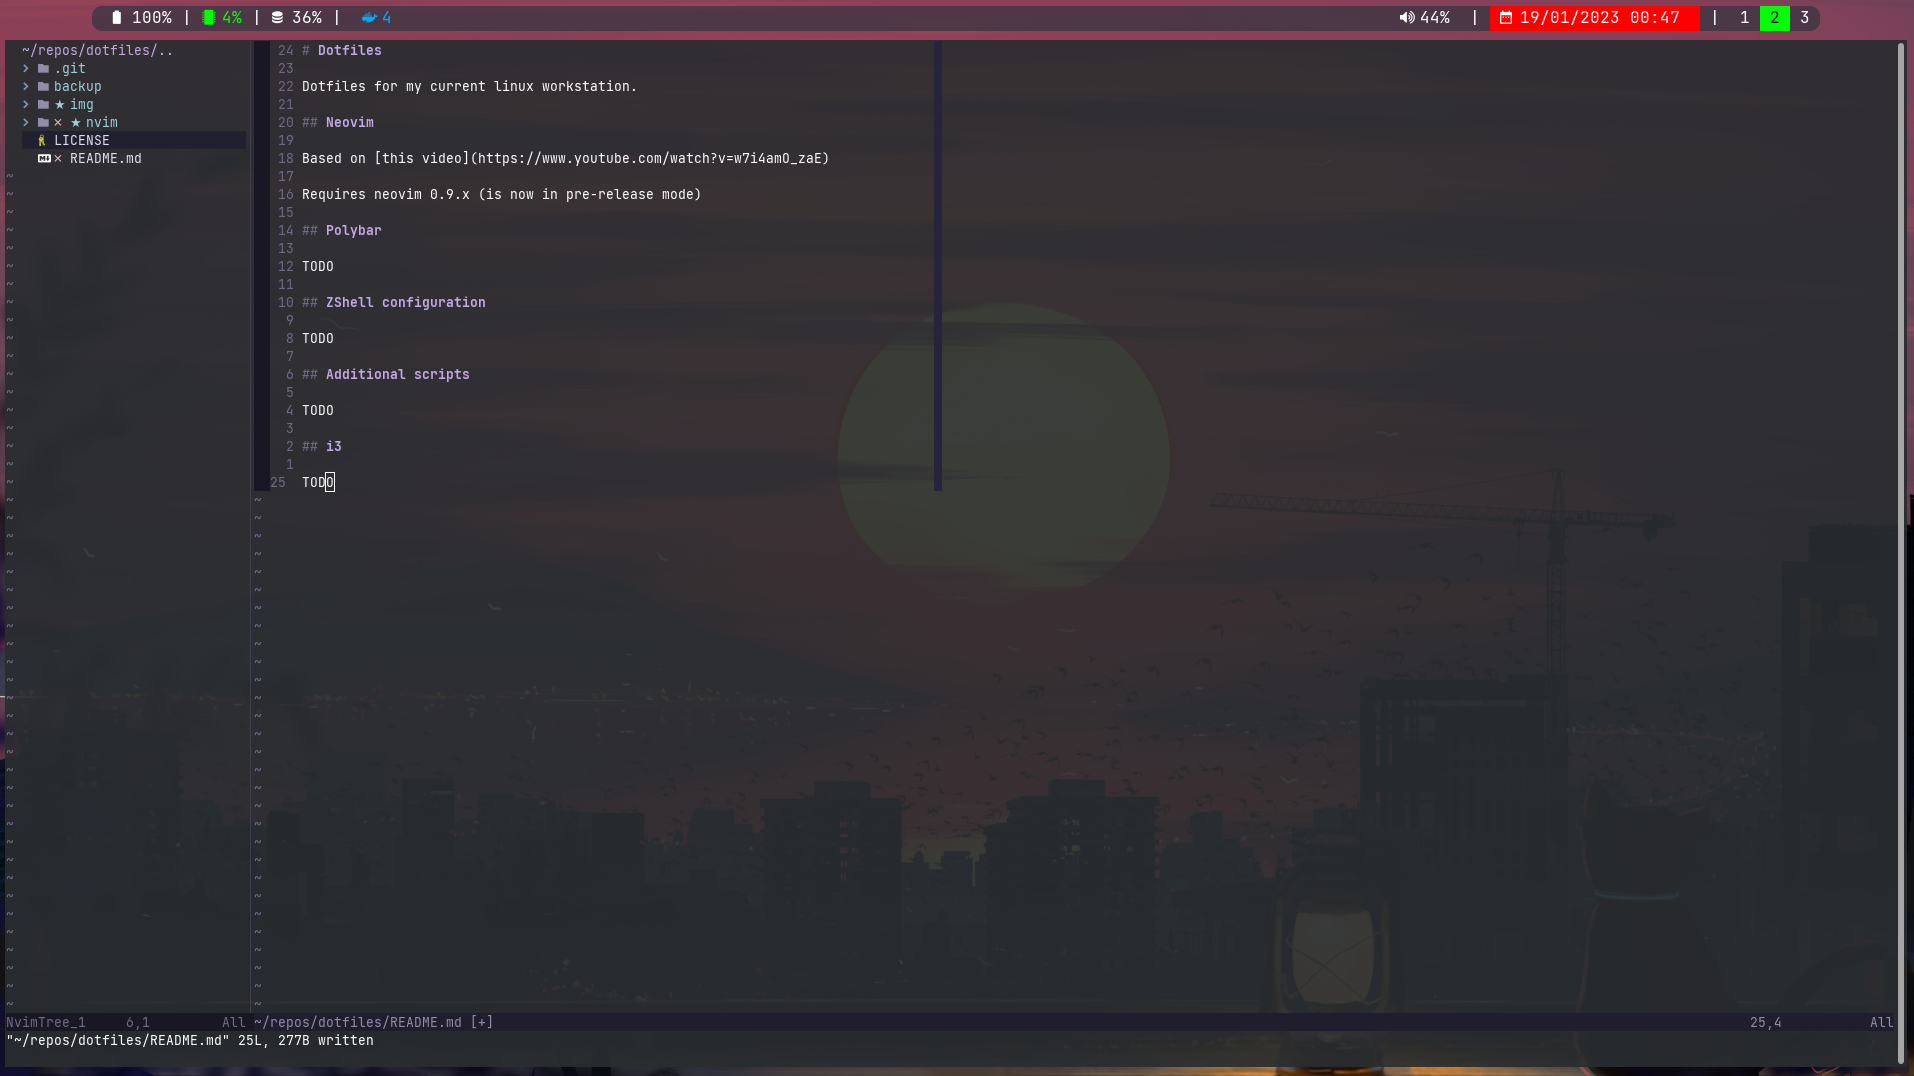 100% | 4% | 36% | 4
44% | 19/01/2023 00:47 | 1 2 3
~/repos/dotfiles/..
.git
backup
★ img
✕ ★ nvim
LICENSE
✕ README.md
24 # Dotfiles
23
22 Dotfiles for my current linux workstation.
21
20 ## Neovim
19
18 Based on [this video](https://www.youtube.com/watch?v=w7i4amO_zaE)
17
16 Requires neovim 0.9.x (is now in pre-release mode)
15
14 ## Polybar
13
12 TODO
11
10 ## ZShell configuration
9
8 TODO
7
6 ## Additional scripts
5
4 TODO
3
2 ## i3
1
25 TODO
NvimTree_1 6,1 All ~/repos/dotfiles/README.md [+] 25,4 All
"~/repos/dotfiles/README.md" 25L, 277B written